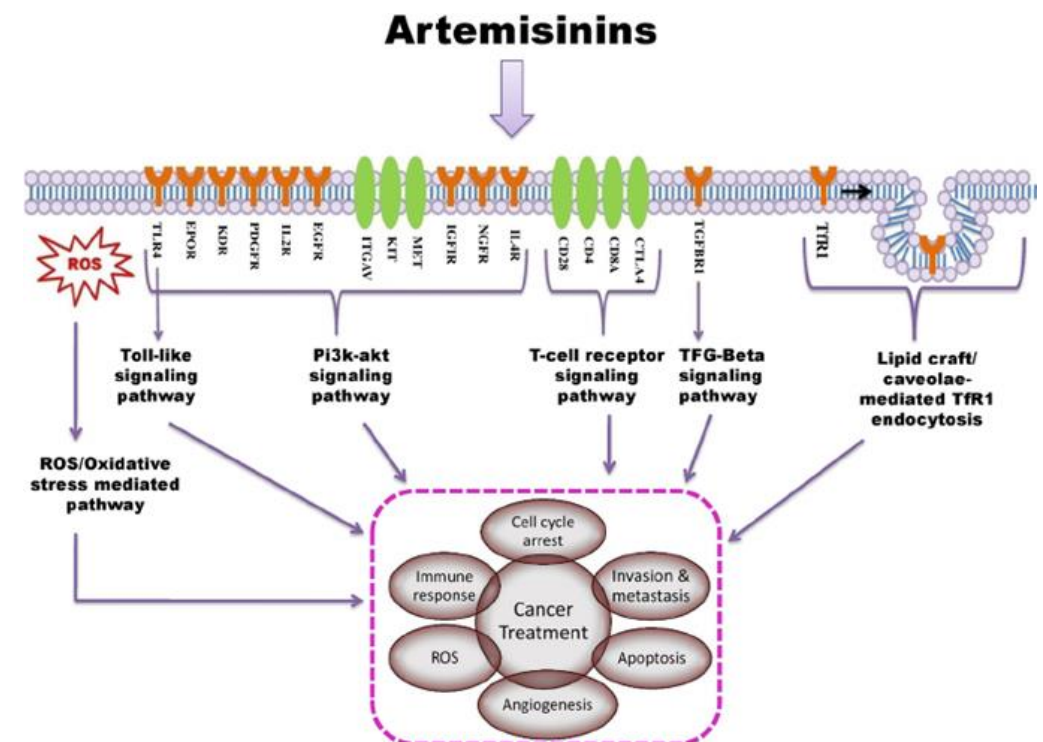 Artemisinins
TLR4
EPOR
KDR
PDGFR
IL2R
EGFR
ITGAV
KIT
MET
IGFIR
NGFR
IL4R
CD28
CD4
CD8A
CTLA4
TGFBR1
TfR1
ROS
Toll-like
signaling
pathway
Pi3k-akt
signaling
pathway
T-cell receptor
signaling
pathway
TFG-Beta
signaling
pathway
Lipid craft/
caveolae-
mediated TfR1
endocytosis
ROS/Oxidative
stress mediated
pathway
Cell cycle
arrest
Immune
response
Invasion &
metastasis
Cancer
Treatment
ROS
Apoptosis
Angiogenesis